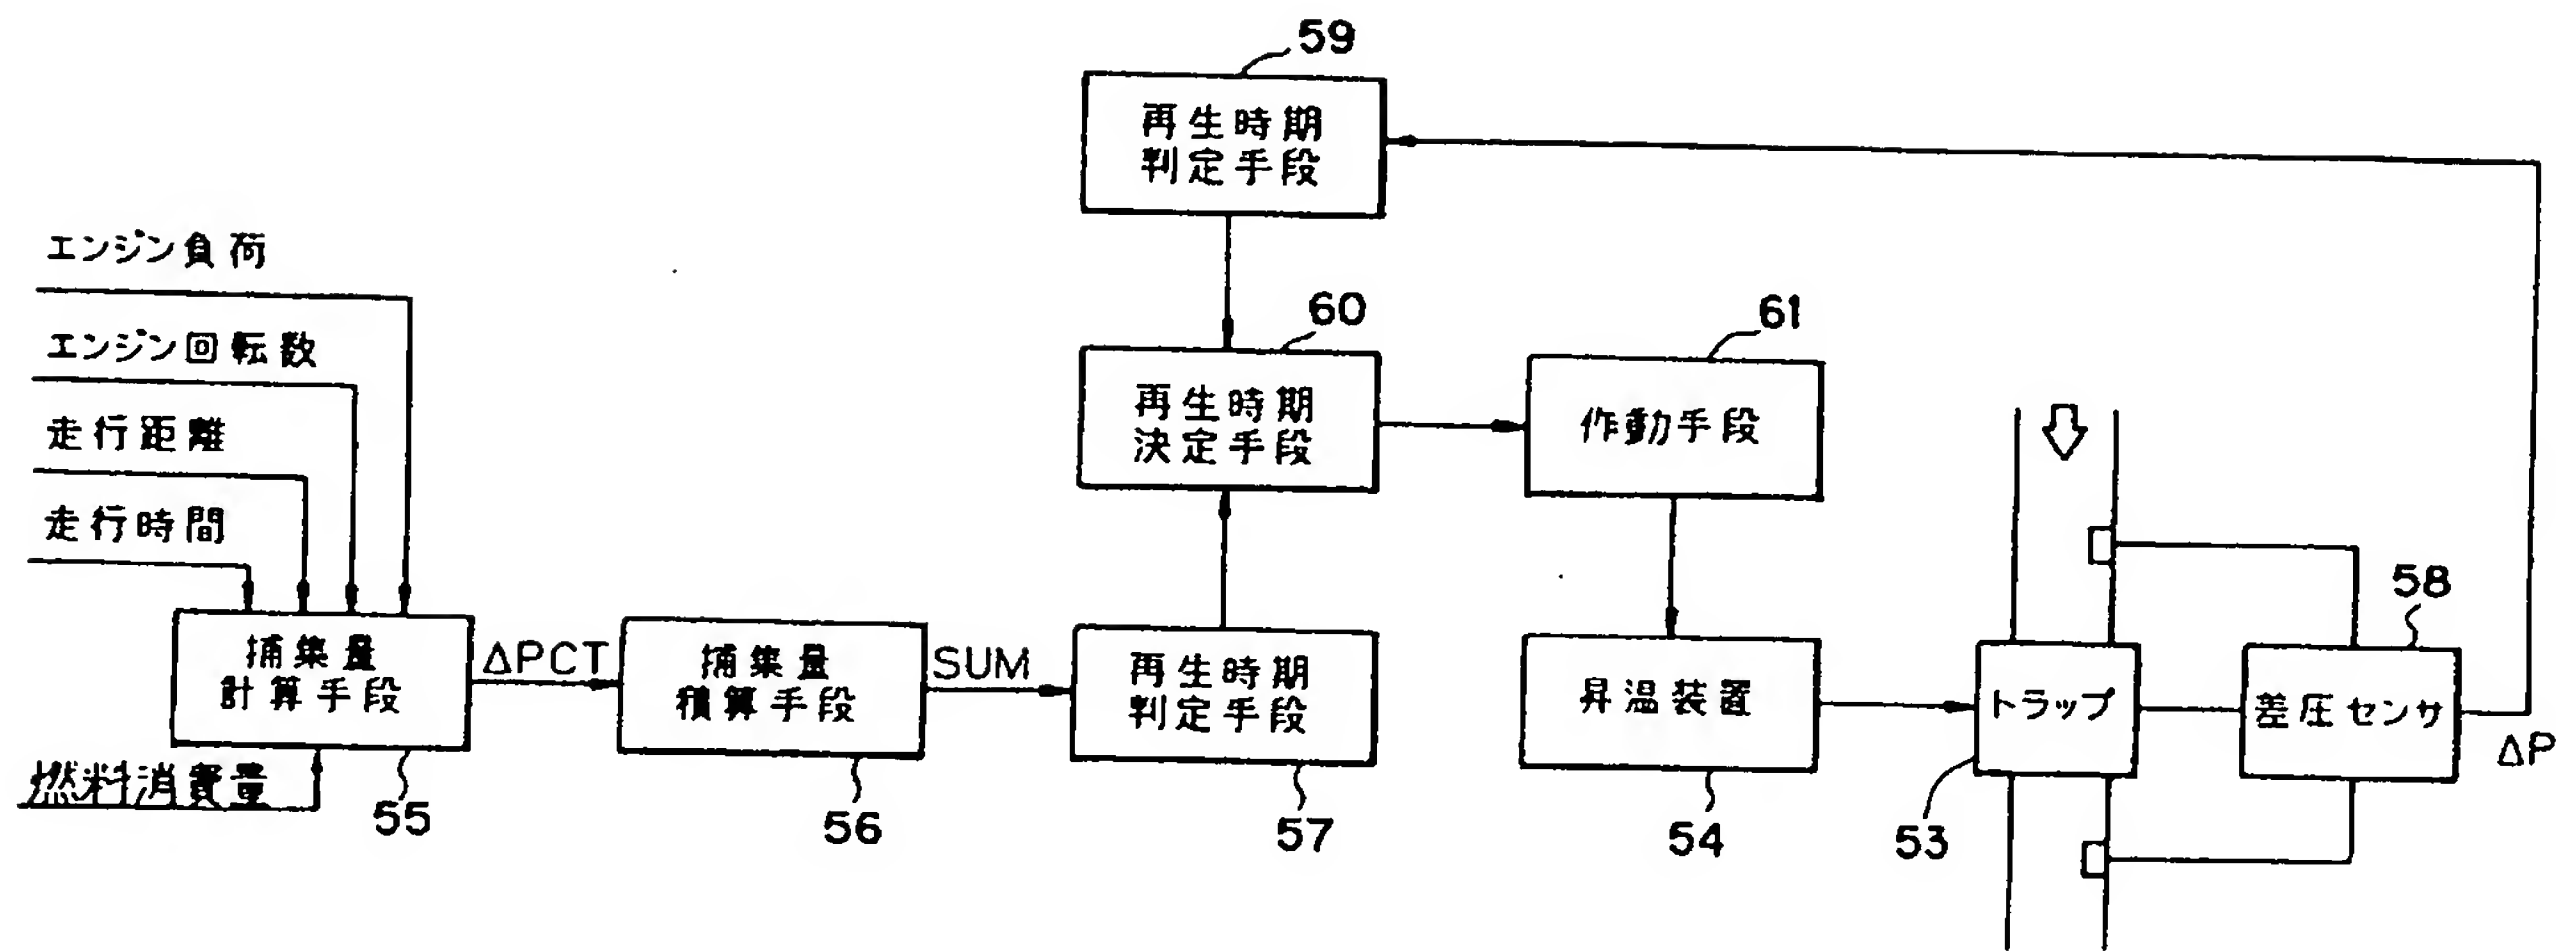 59
再生時期
判定手段
エンジン負荷
エンジン回転数
走行距離
走行時間
60
再生時期
決定手段
61
作動手段
捕集量
計算手段
ΔPCT
捕集量
積算手段
SUM
再生時期
判定手段
昇温装置
トラップ
58
差圧センサ
ΔP
燃料消費量
55
56
57
54
53